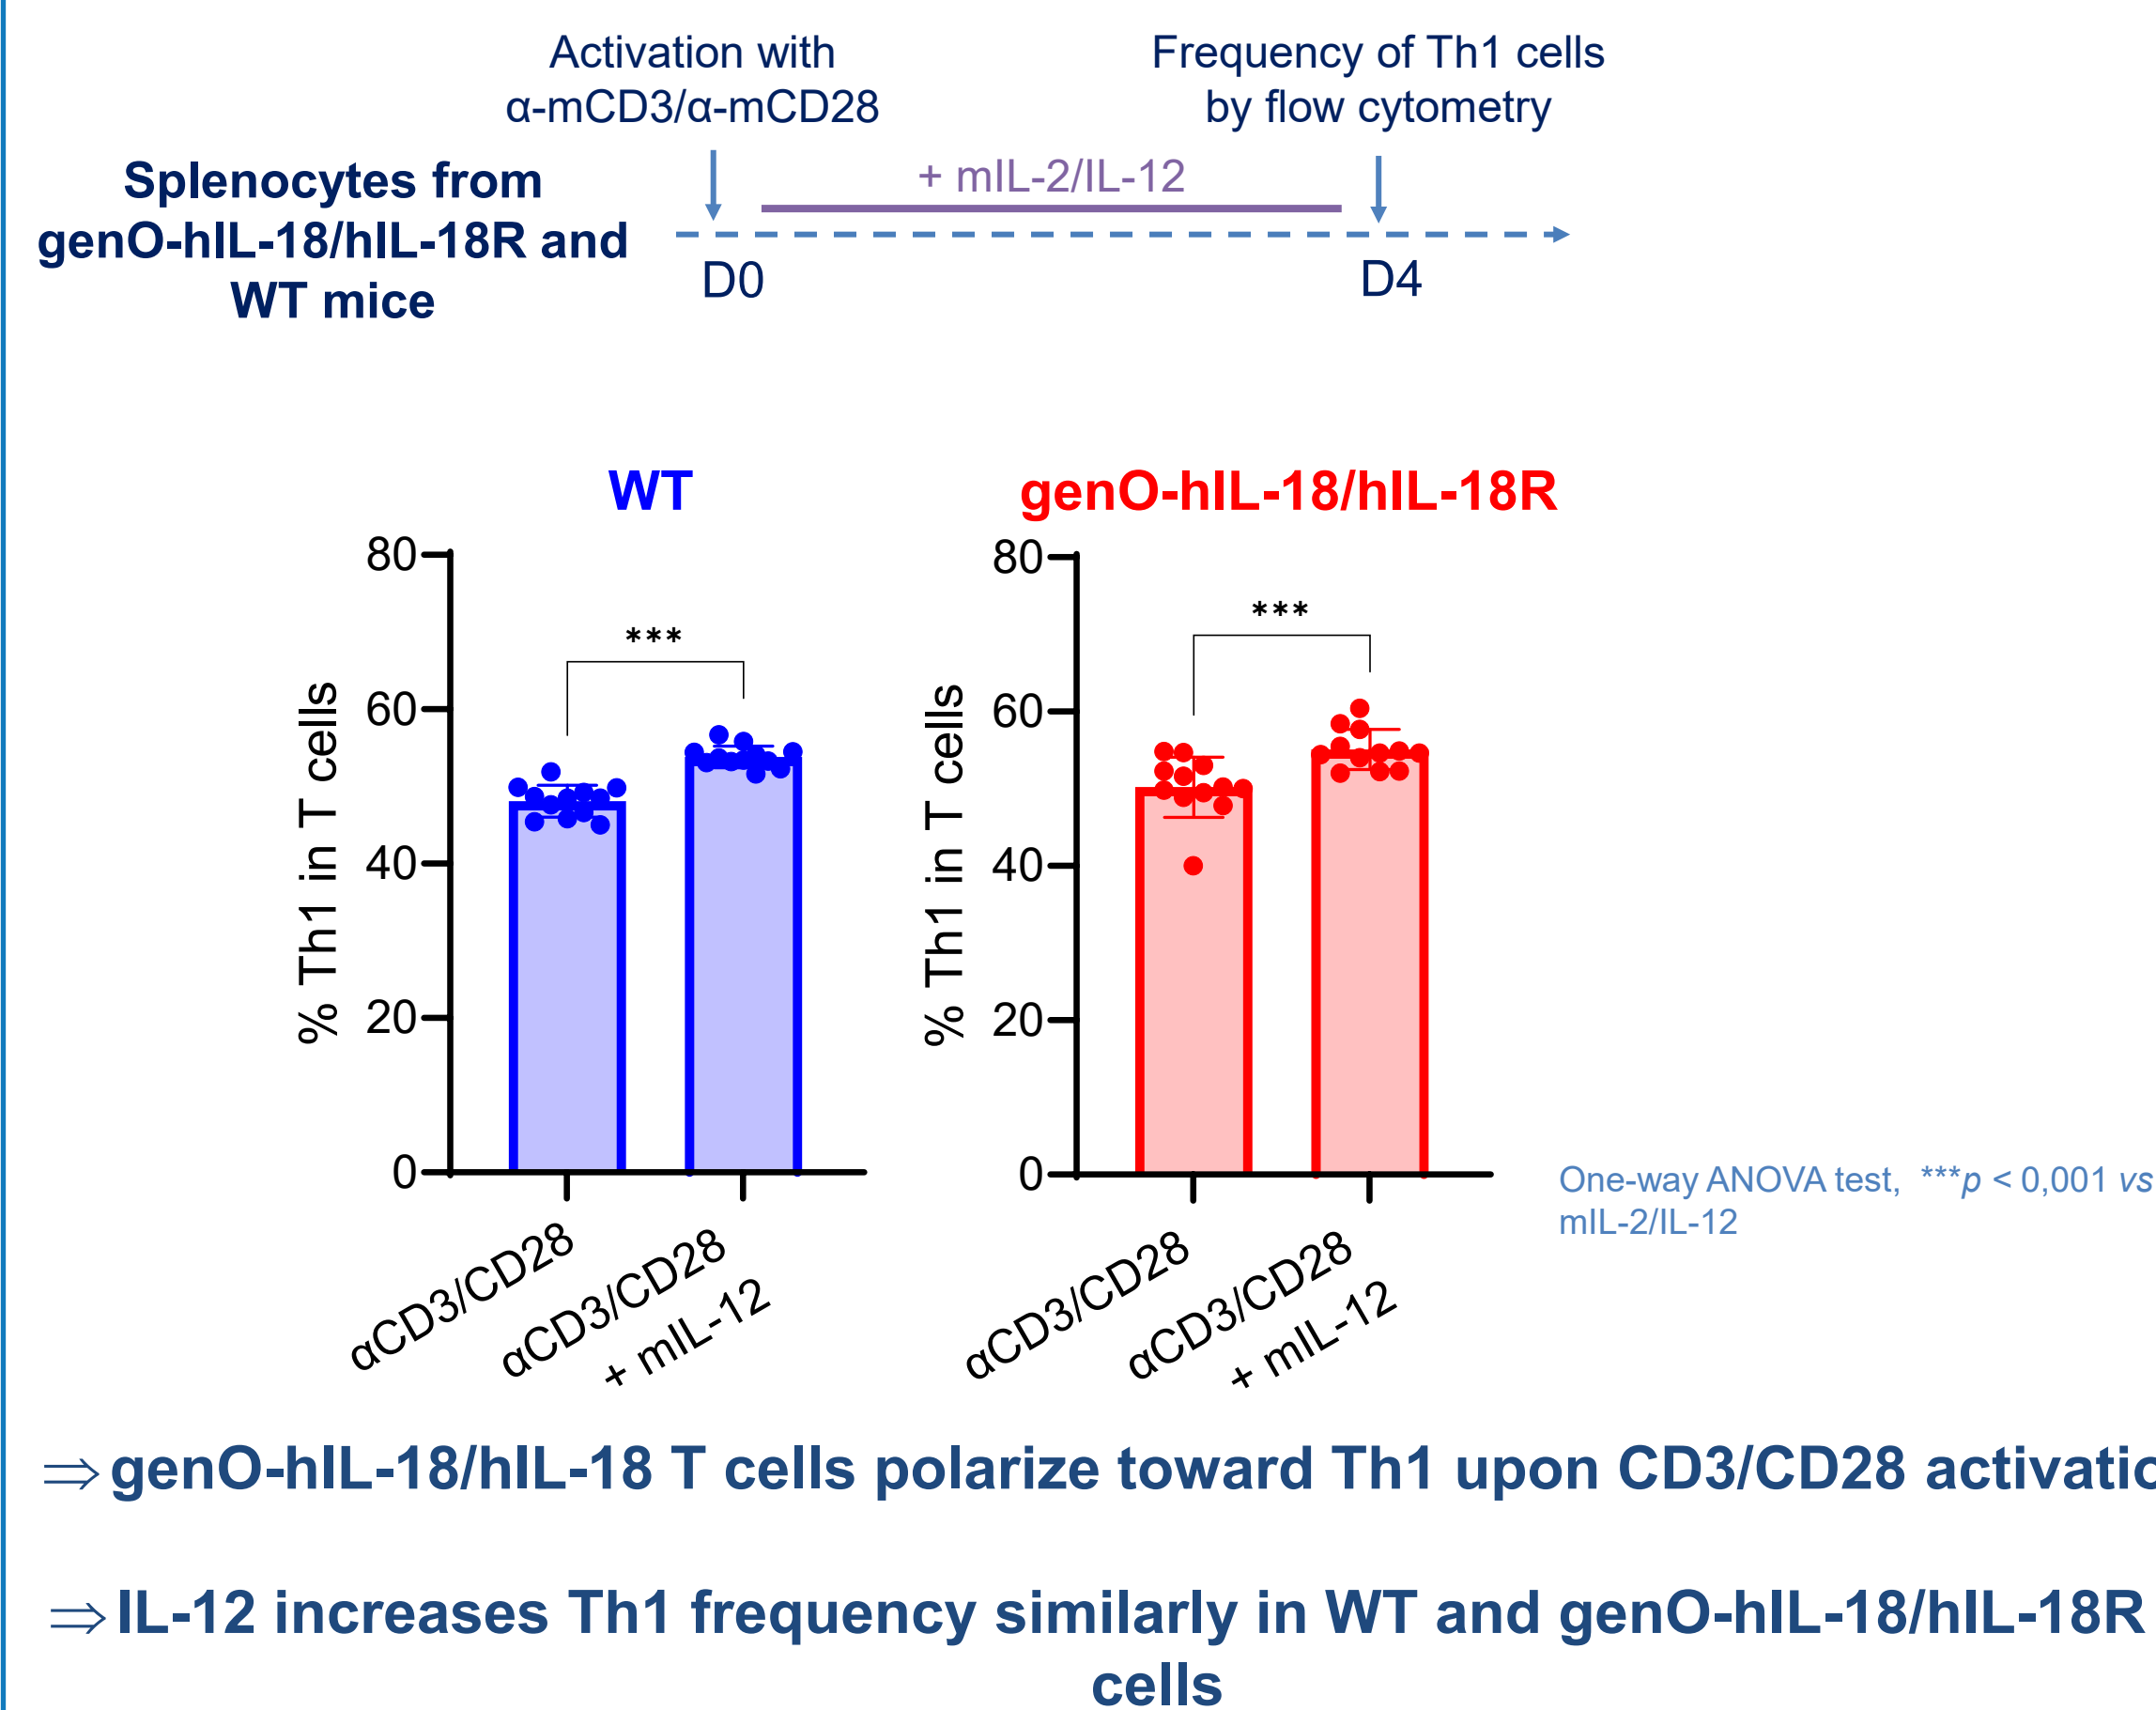 Activation with
α-mCD3/α-mCD28
Frequency of Th1 cells
by flow cytometry
Splenocytes from
genO-hIL-18/hIL-18R and
WT mice
+ mIL-2/IL-12
D0
D4
WT
80
60
40
20
0
% Th1 in T cells
***
αCD3/CD28
αCD3/CD28
+ mIL-12
genO-hIL-18/hIL-18R
80
60
40
20
0
% Th1 in T cells
***
αCD3/CD28
αCD3/CD28
+ mIL-12
One-way ANOVA test, ***p < 0,001 vs
mIL-2/IL-12
⇒ genO-hIL-18/hIL-18 T cells polarize toward Th1 upon CD3/CD28
⇒ IL-12 increases Th1 frequency similarly in WT and genO-hIL-18/hIL-18R
cells